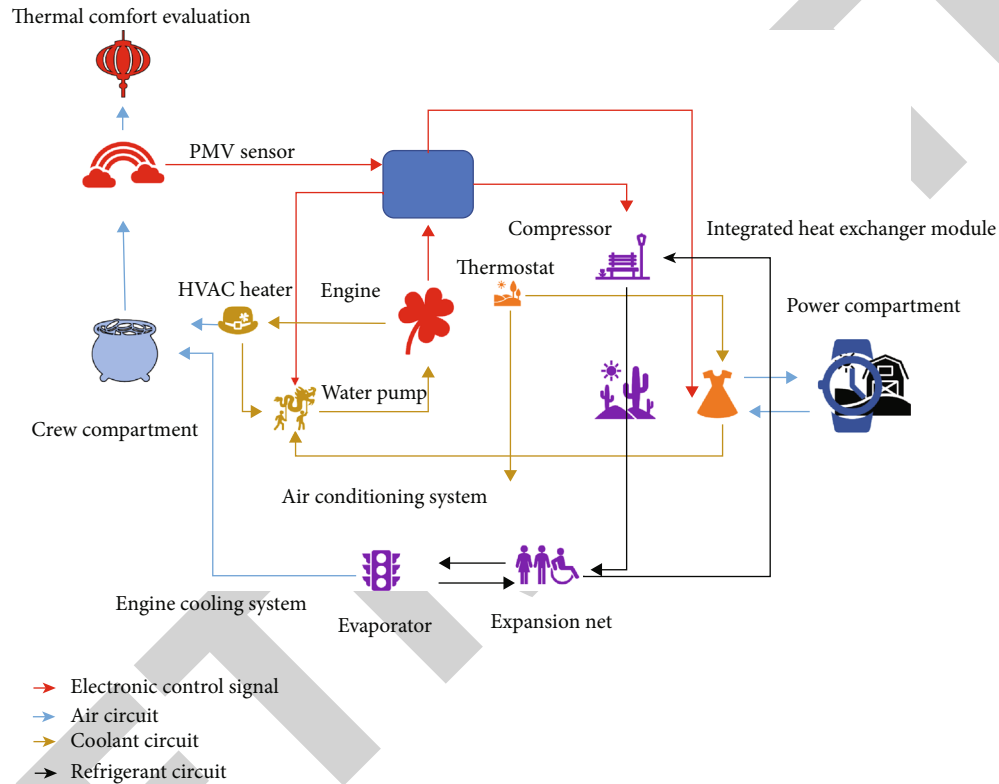 Thermal comfort evaluation
PMV sensor
Compressor
Integrated heat exchanger module
Thermostat
HVAC heater
Engine
Power compartment
Water pump
Crew compartment
Air conditioning system
Engine cooling system
Evaporator
Expansion net
Electronic control signal
Air circuit
Coolant circuit
Refrigerant circuit